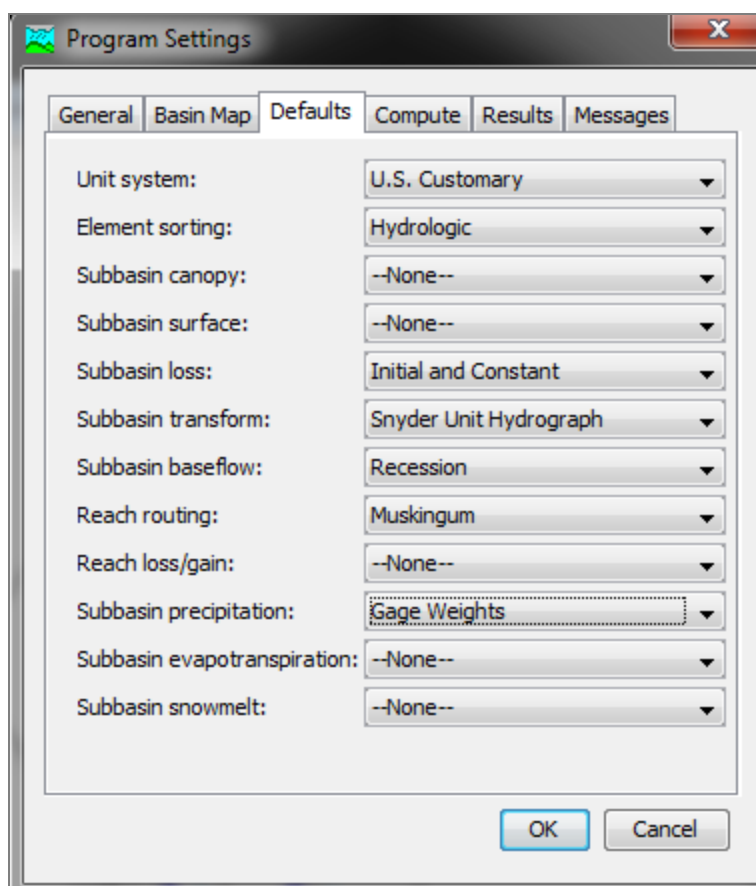 Program Settings
General Basin Map Defaults Compute Results Messages
Unit system: U.S. Customary
Element sorting: Hydrologic
Subbasin canopy: --None--
Subbasin surface: --None--
Subbasin loss: Initial and Constant
Subbasin transform: Snyder Unit Hydrograph
Subbasin baseflow: Recession
Reach routing: Muskingum
Reach loss/gain: --None--
Subbasin precipitation: Gage Weights
Subbasin evapotranspiration: --None--
Subbasin snowmelt: --None--
OK Cancel